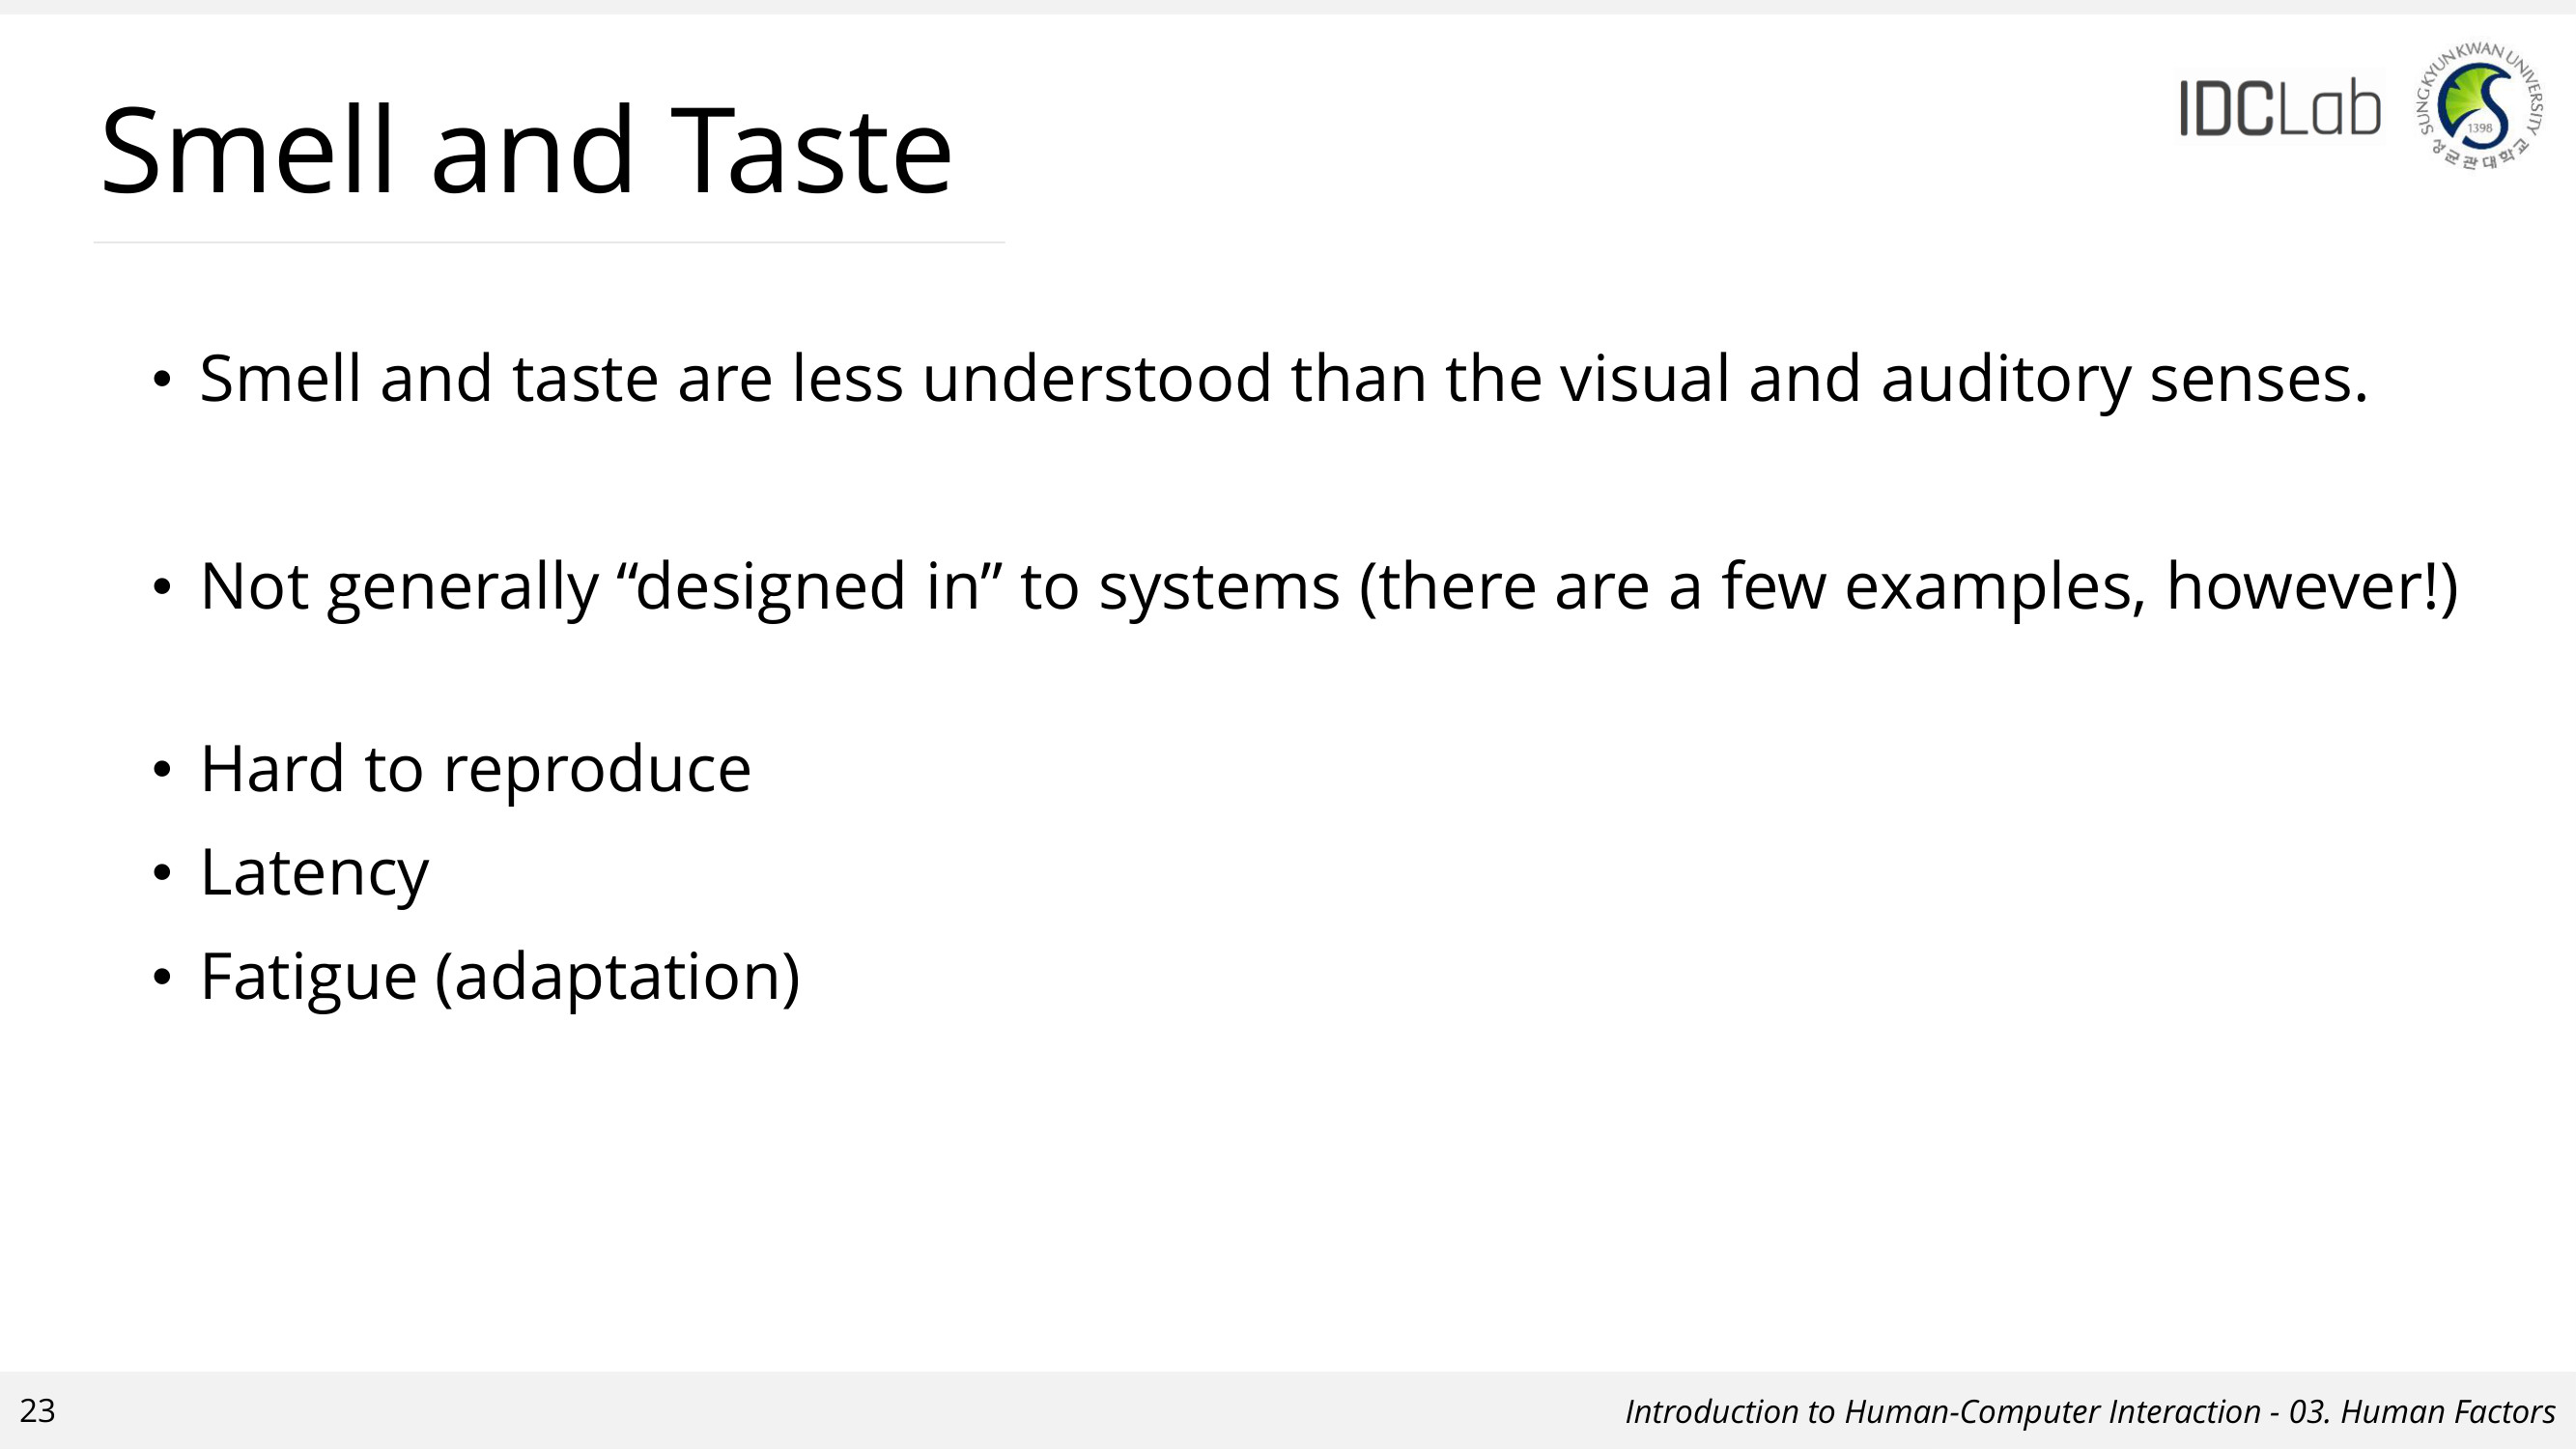 Smell and Taste
IDCLab
SUNGKYUNKWAN UNIVERSITY
1398
성균관대학교
• Smell and taste are less understood than the visual and auditory senses.
• Not generally “designed in” to systems (there are a few examples, however!)
• Hard to reproduce
• Latency
• Fatigue (adaptation)
23
Introduction to Human-Computer Interaction - 03. Human Factors